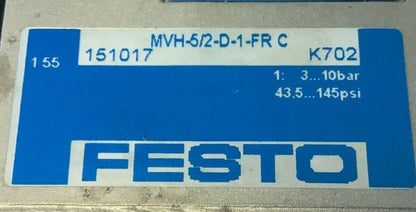 MVH-5/2-D-1-FR C
1 55 151017 K702
1: 3...10bar
43,5...145psi
FESTO